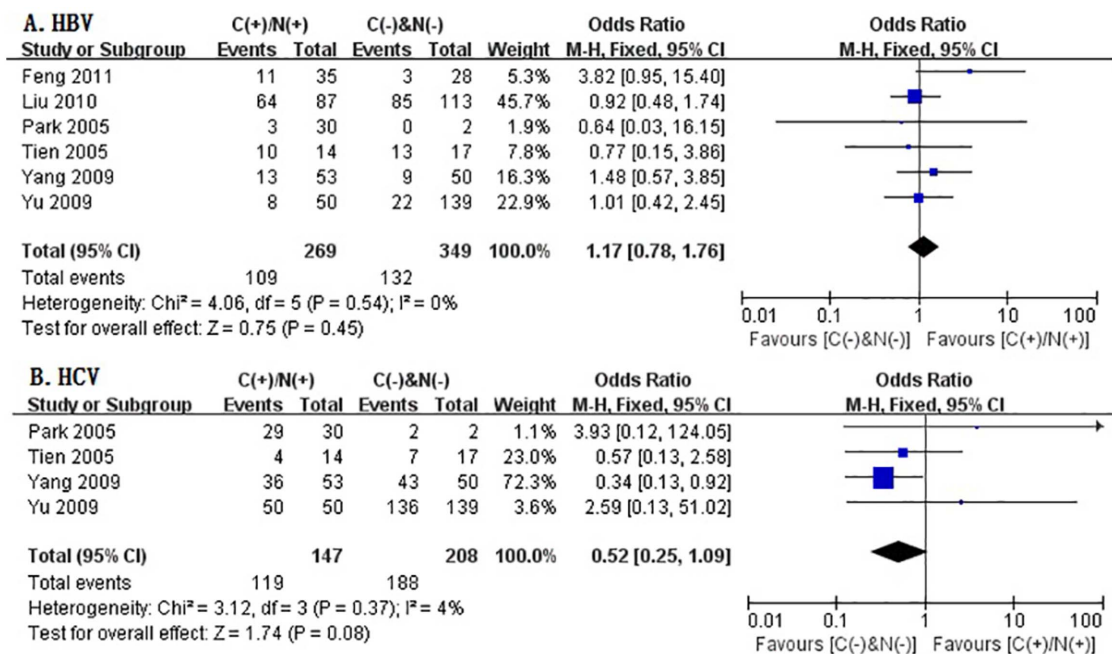 A. HBV C(+)/N(+) C(-)&N(-) Odds Ratio Odds Ratio
Study or Subgroup Events Total Events Total Weight M-H, Fixed, 95% CI M-H, Fixed, 95% CI
Feng 2011 11 35 3 28 5.3% 3.82 [0.95, 15.40]
Liu 2010 64 87 85 113 45.7% 0.92 [0.48, 1.74]
Park 2005 3 30 0 2 1.9% 0.64 [0.03, 16.15]
Tien 2005 10 14 13 17 7.8% 0.77 [0.15, 3.86]
Yang 2009 13 53 9 50 16.3% 1.48 [0.57, 3.85]
Yu 2009 8 50 22 139 22.9% 1.01 [0.42, 2.45]
Total (95% CI) 269 349 100.0% 1.17 [0.78, 1.76]
Total events 109 132
Heterogeneity: Chi² = 4.06, df = 5 (P = 0.54); I² = 0%
Test for overall effect: Z = 0.75 (P = 0.45)
0.01 0.1 1 10 100
Favours [C(-)&N(-)] Favours [C(+)/N(+)]
B. HCV C(+)/N(+) C(-)&N(-) Odds Ratio Odds Ratio
Study or Subgroup Events Total Events Total Weight M-H, Fixed, 95% CI M-H, Fixed, 95% CI
Park 2005 29 30 2 2 1.1% 3.93 [0.12, 124.05]
Tien 2005 4 14 7 17 23.0% 0.57 [0.13, 2.58]
Yang 2009 36 53 43 50 72.3% 0.34 [0.13, 0.92]
Yu 2009 50 50 136 139 3.6% 2.59 [0.13, 51.02]
Total (95% CI) 147 208 100.0% 0.52 [0.25, 1.09]
Total events 119 188
Heterogeneity: Chi² = 3.12, df = 3 (P = 0.37); I² = 4%
Test for overall effect: Z = 1.74 (P = 0.08)
0.01 0.1 1 10 100
Favours [C(-)&N(-)] Favours [C(+)/N(+)]